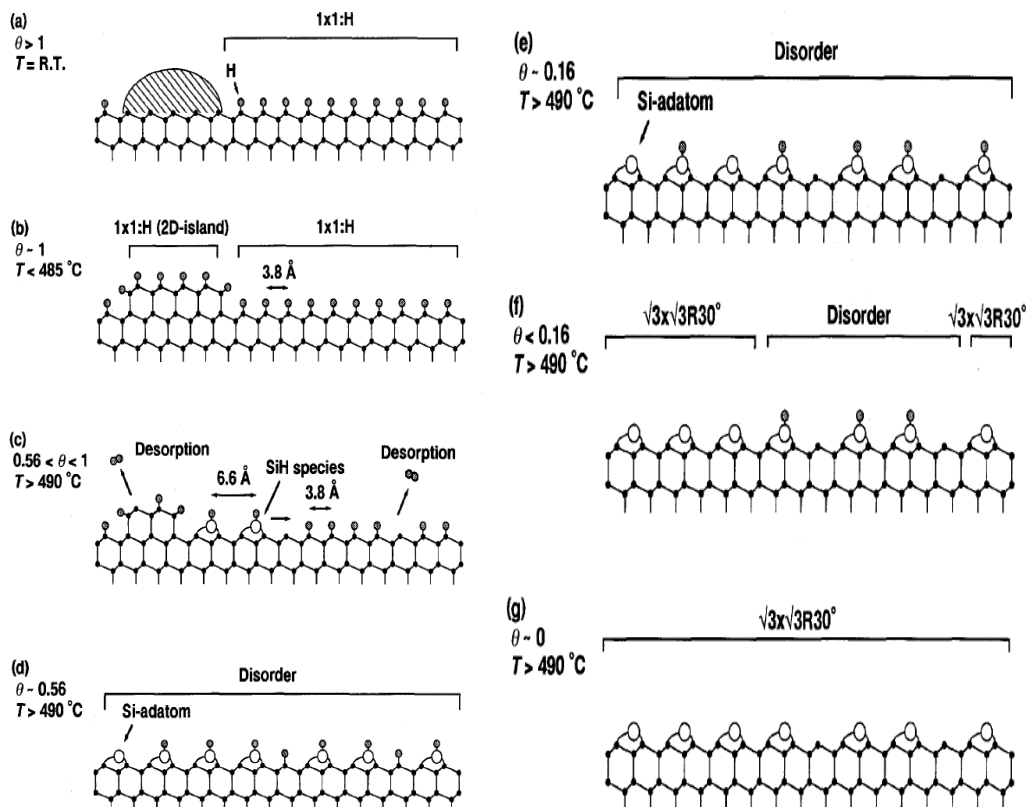 (a)
θ > 1
T = R.T.
1x1:H
H
(b)
θ ~ 1
T < 485 °C
1x1:H (2D-island)
1x1:H
3.8 Å
(c)
0.56 < θ < 1
T > 490 °C
Desorption
6.6 Å
SiH species
3.8 Å
Desorption
(d)
θ ~ 0.56
T > 490 °C
Disorder
Si-adatom
(e)
θ ~ 0.16
T > 490 °C
Disorder
Si-adatom
(f)
θ < 0.16
T > 490 °C
√3x√3R30°
Disorder
√3x√3R30°
(g)
θ ~ 0
T > 490 °C
√3x√3R30°